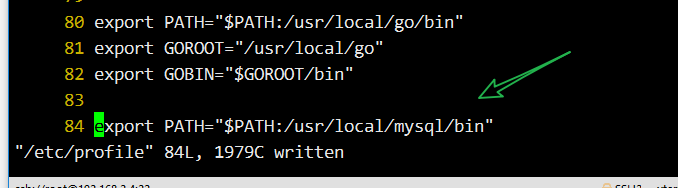 80 export PATH="$PATH:/usr/local/go/bin"
81 export GOROOT="/usr/local/go"
82 export GOBIN="$GOROOT/bin"
83
84 export PATH="$PATH:/usr/local/mysql/bin"
"/etc/profile" 84L, 1979C written